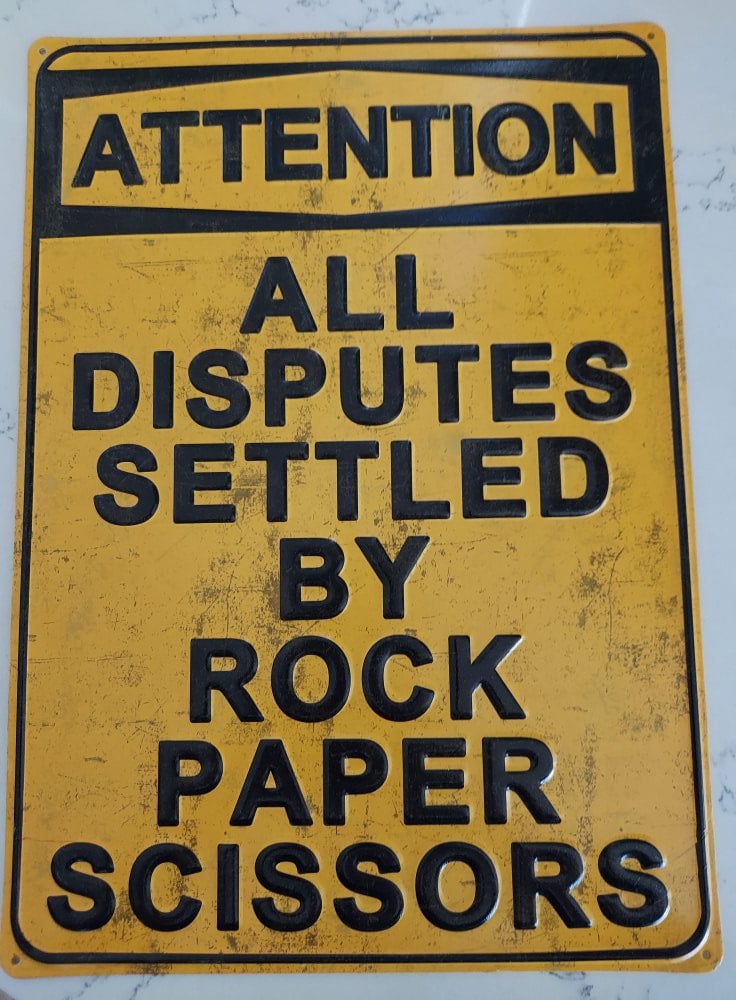 ATTENTION
ALL
DISPUTES
SETTLED
BY
ROCK
PAPER
SCISSORS